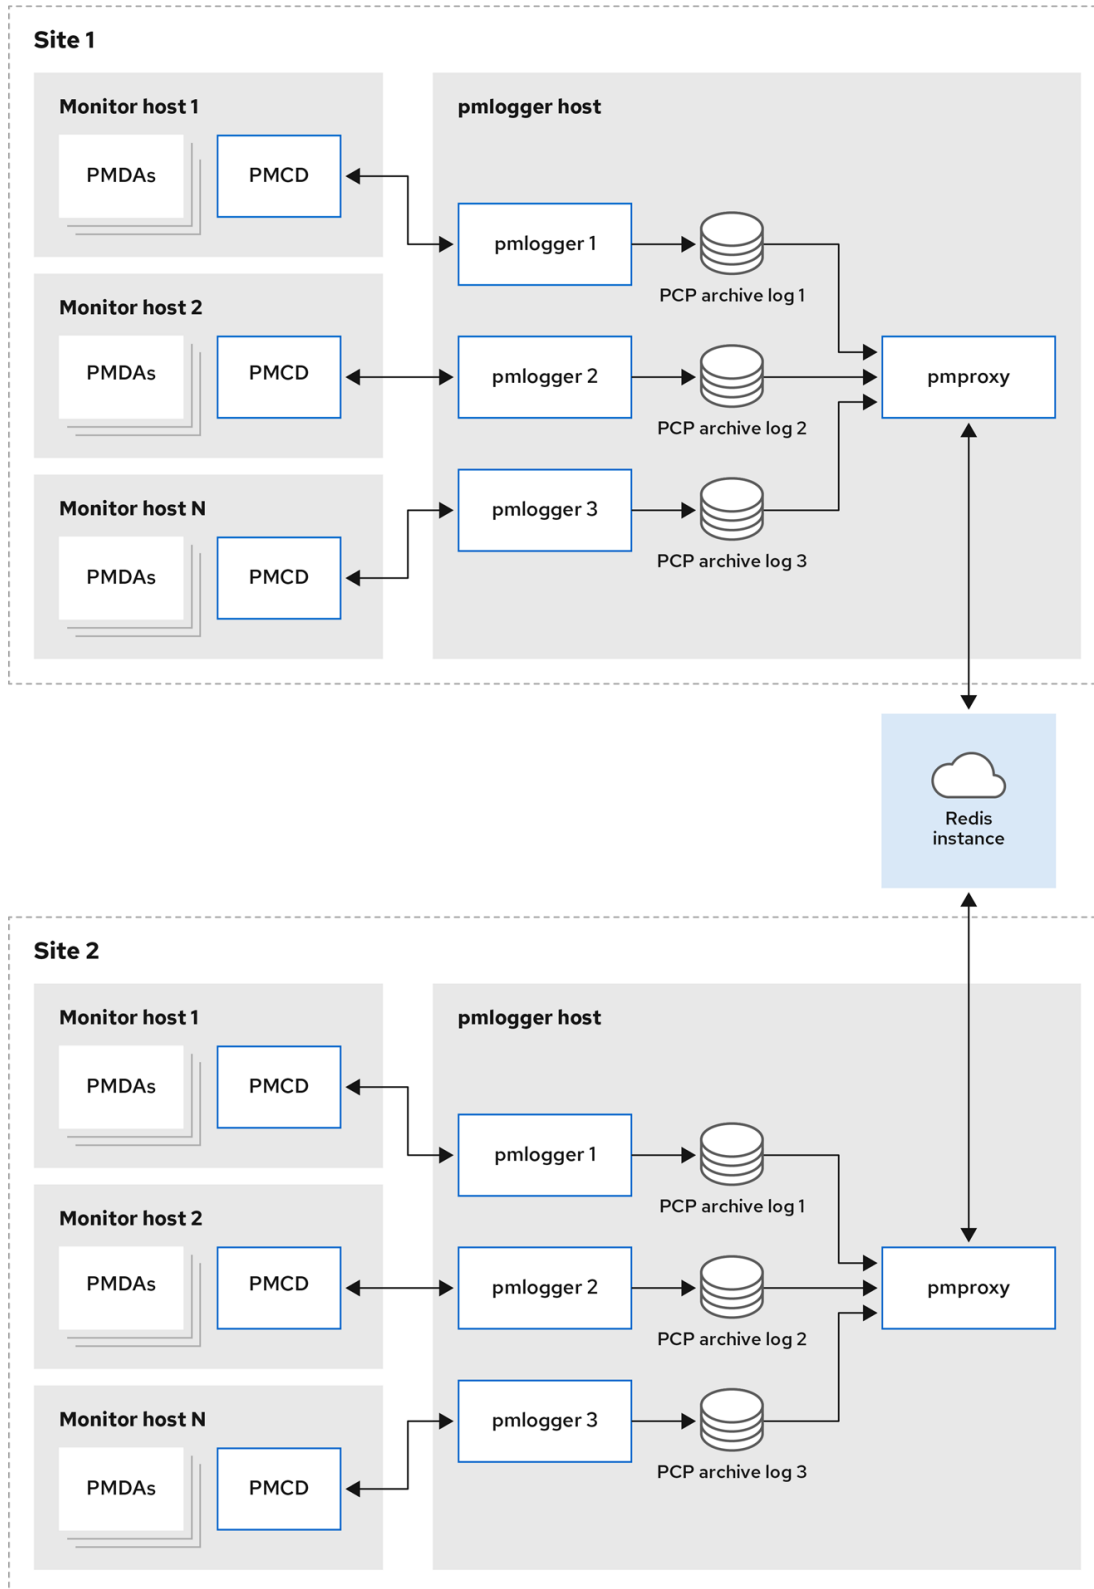 Site 1
Monitor host 1
PMDAs
PMCD
Monitor host 2
PMDAs
PMCD
Monitor host N
PMDAs
PMCD
pmlogger host
pmlogger 1
PCP archive log 1
pmlogger 2
PCP archive log 2
pmlogger 3
PCP archive log 3
pmproxy
Redis
instance
Site 2
Monitor host 1
PMDAs
PMCD
Monitor host 2
PMDAs
PMCD
Monitor host N
PMDAs
PMCD
pmlogger host
pmlogger 1
PCP archive log 1
pmlogger 2
PCP archive log 2
pmlogger 3
PCP archive log 3
pmproxy